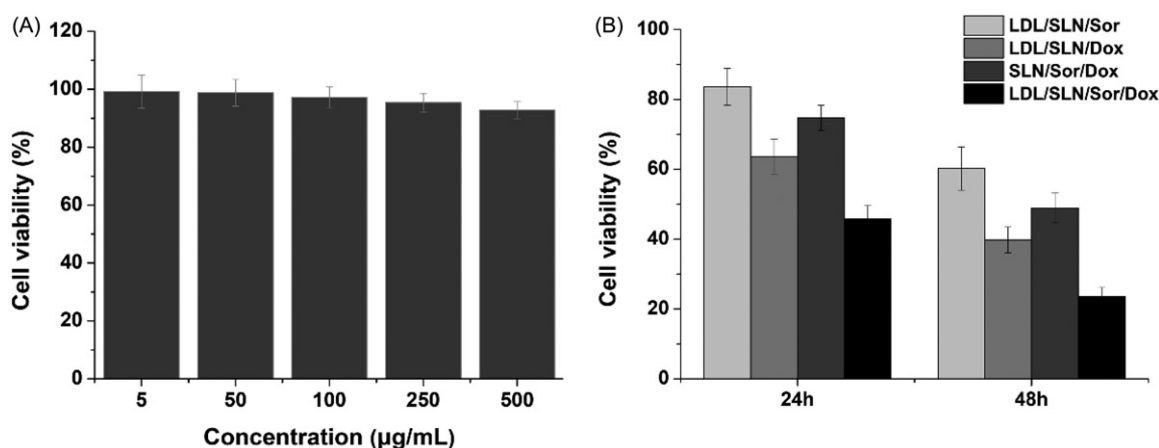 (A)
120
100
80
60
40
20
0
Cell viability (%)
5 50 100 250 500
Concentration (µg/mL)
(B)
LDL/SLN/Sor
LDL/SLN/Dox
SLN/Sor/Dox
LDL/SLN/Sor/Dox
100
80
60
40
20
0
Cell viability (%)
24h 48h